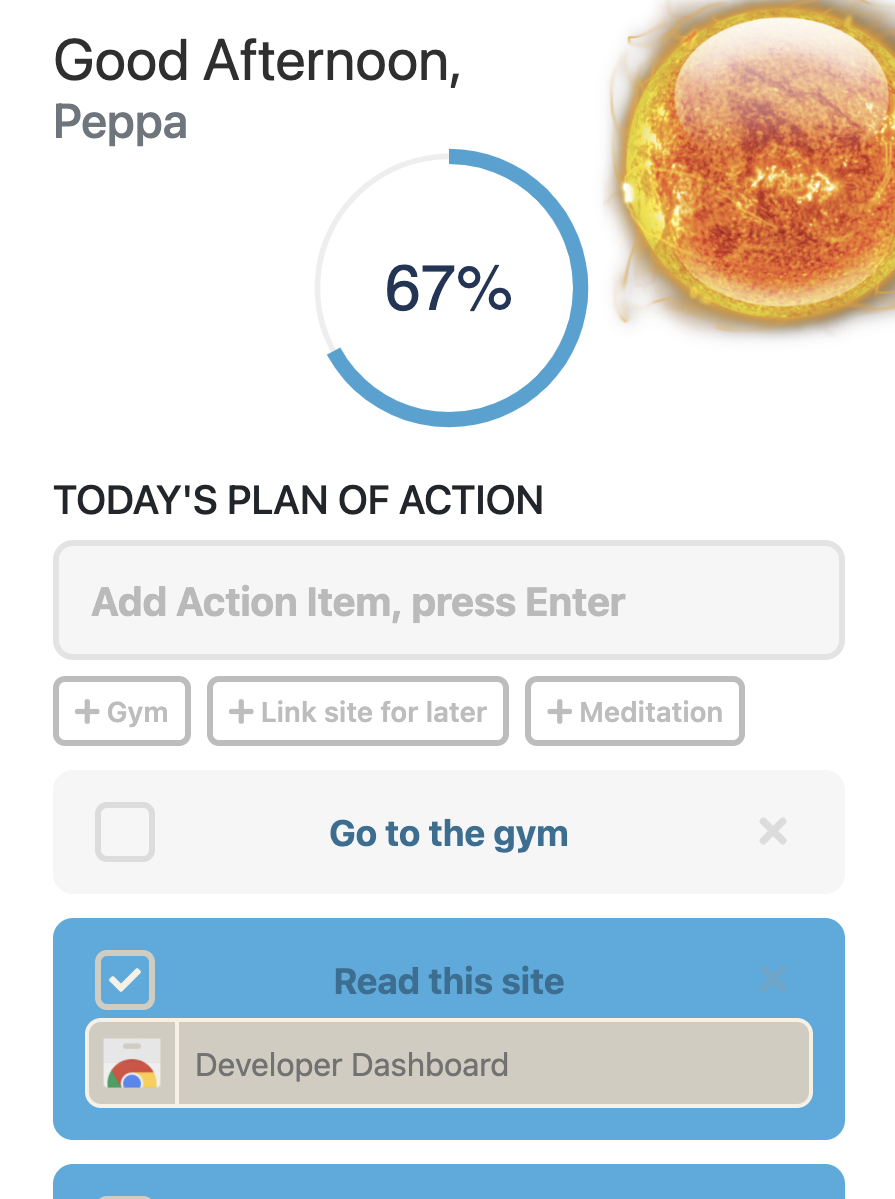 Good Afternoon,
Peppa
67%
TODAY'S PLAN OF ACTION
Add Action Item, press Enter
+ Gym + Link site for later + Meditation
Go to the gym
Read this site
Developer Dashboard